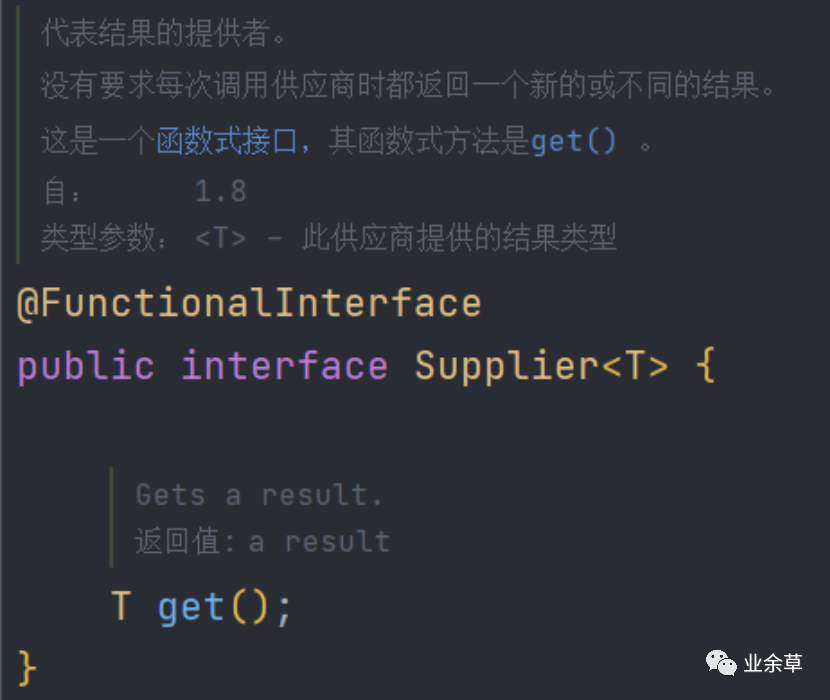 代表结果的提供者。
没有要求每次调用供应商时都返回一个新的或不同的结果。
这是一个函数式接口，其函数式方法是get() 。
自： 1.8
类型参数： <T> – 此供应商提供的结果类型
@FunctionalInterface
public interface Supplier<T> {
Gets a result.
返回值：a result
T get();
}
业余草